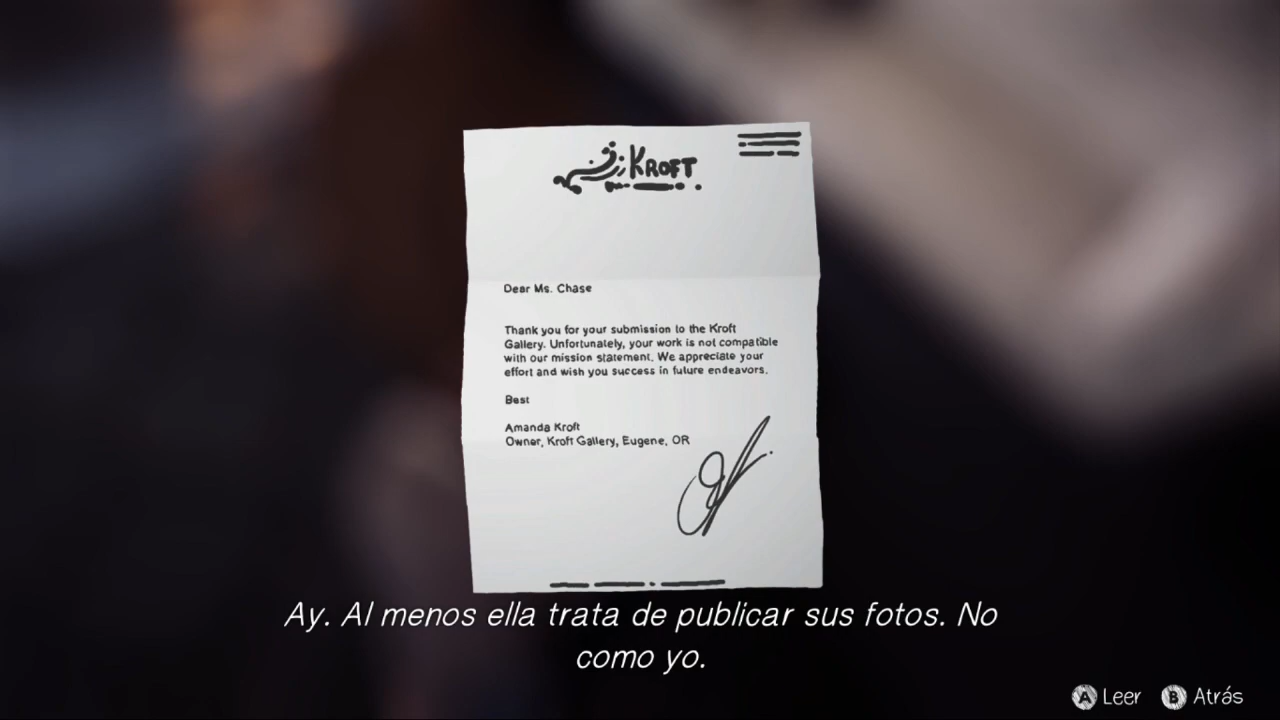 KROFT
Dear Ms. Chase
Thank you for your submission to the Kroft
Gallery. Unfortunately, your work is not compatible
with our mission statement. We appreciate your
effort and wish you success in future endeavors.
Best
Amanda Kroft
Owner, Kroft Gallery, Eugene, OR
Ay. Al menos ella trata de publicar sus fotos. No
como yo.
A Leer B Atrás